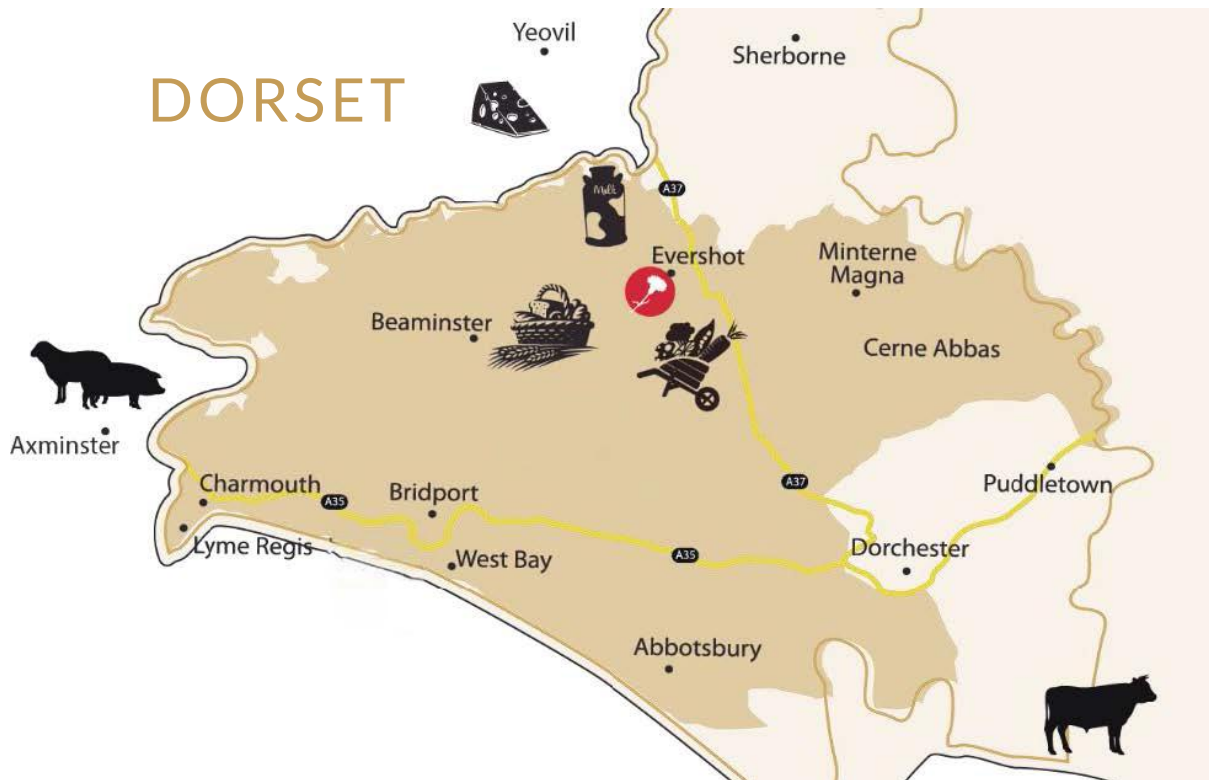 Yeovil
Sherborne
DORSET
Milk
A37
Evershot
Minterne
Magna
Beaminster
Cerne Abbas
Axminster
Charmouth
A35
Bridport
A37
Puddletown
Lyme Regis
West Bay
A35
Dorchester
Abbotsbury